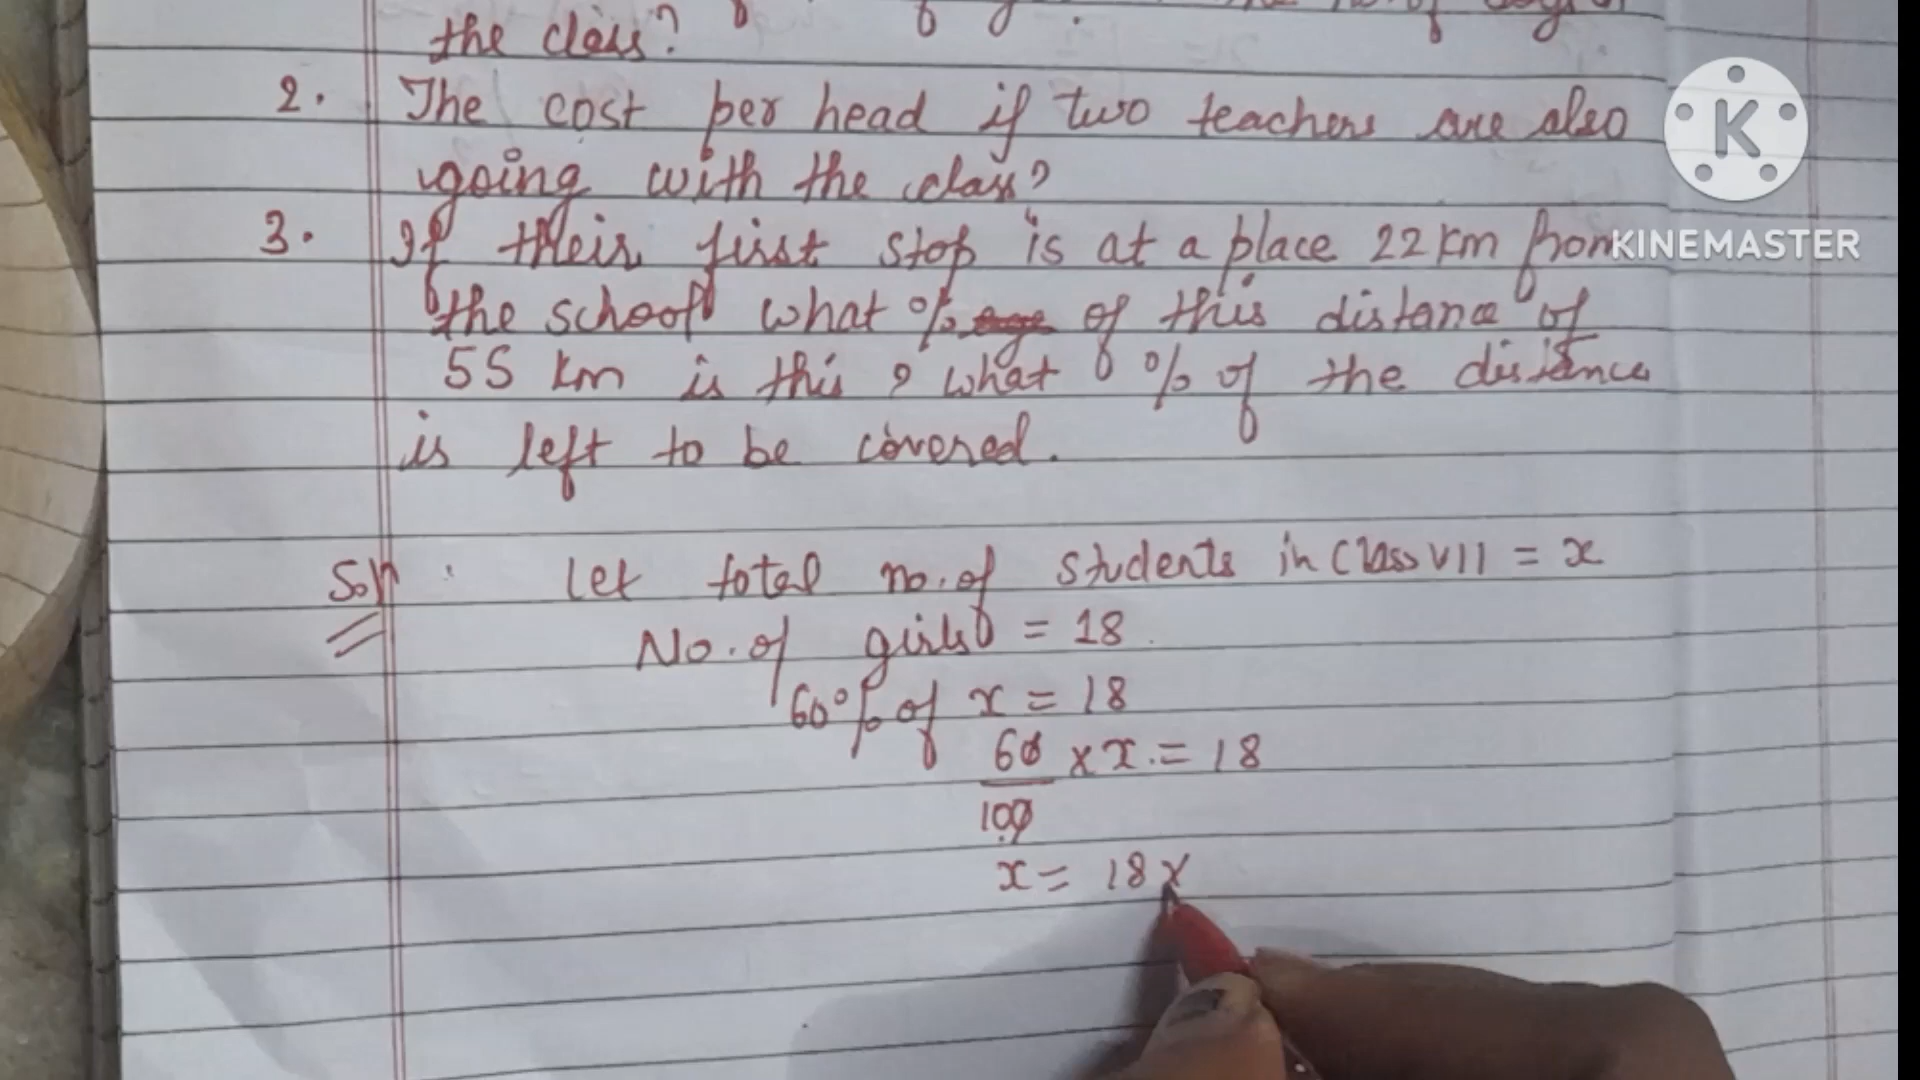 the class?
2. The cost per head if two teachers are also
going with the class?
3. If their first stop is at a place 22 km from
the school what % of this distance of
55 km is this ? what % of the distance
is left to be covered.
Soln : Let total no. of students in Class VII = x
No. of girls = 18
60% of x = 18
60 × x = 18
100
x = 18 ×
K
KINEMASTER